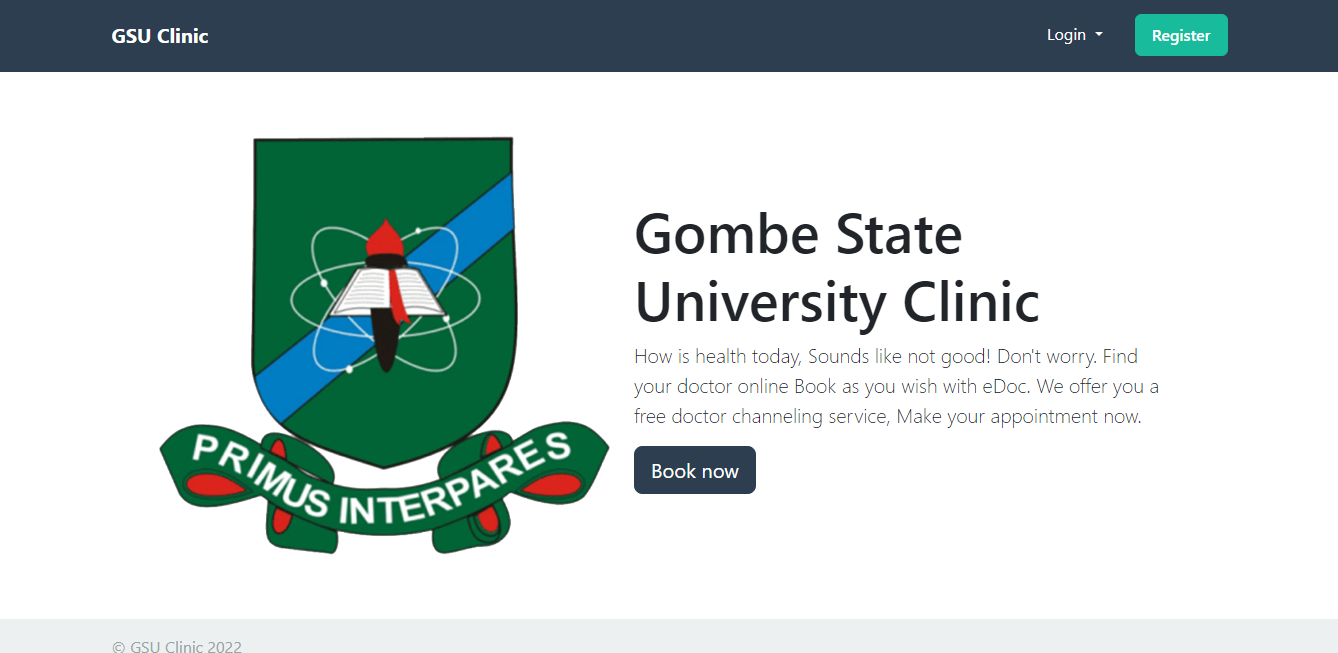 GSU Clinic
Login
Register
Gombe State
University Clinic
How is health today, Sounds like not good! Don't worry. Find
your doctor online Book as you wish with eDoc. We offer you a
free doctor channeling service, Make your appointment now.
Book now
PRIMUS INTERPARES
© GSU Clinic 2022